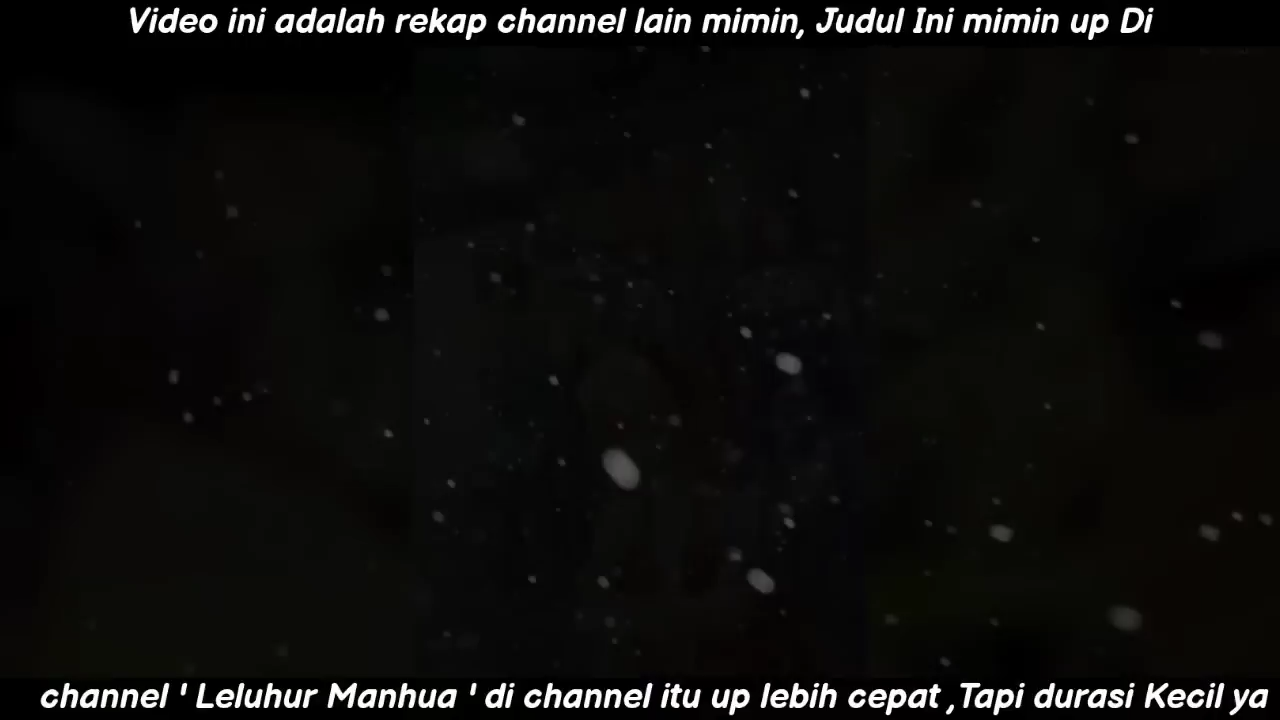 Video ini adalah rekap channel lain mimin, Judul Ini mimin up Di
channel ' Leluhur Manhua ' di channel itu up lebih cepat ,Tapi durasi Kecil ya